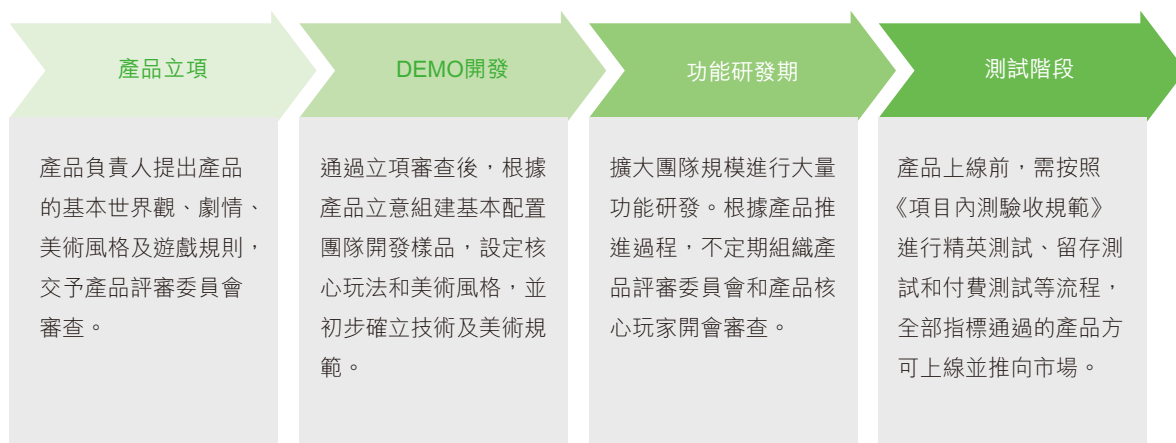 產品立項
產品負責人提出產品
的基本世界觀、劇情、
美術風格及遊戲規則，
交予產品評審委員會
審查。
DEMO開發
通過立項審查後，根據
產品立意組建基本配置
團隊開發樣品，設定核
心玩法和美術風格，並
初步確立技術及美術規
範。
功能研發期
擴大團隊規模進行大量
功能研發。根據產品推
進過程，不定期組織產
品評審委員會和產品核
心玩家開會審查。
測試階段
產品上線前，需按照
《項目內測驗收規範》
進行精英測試、留存測
試和付費測試等流程，
全部指標通過的產品方
可上線並推向市場。